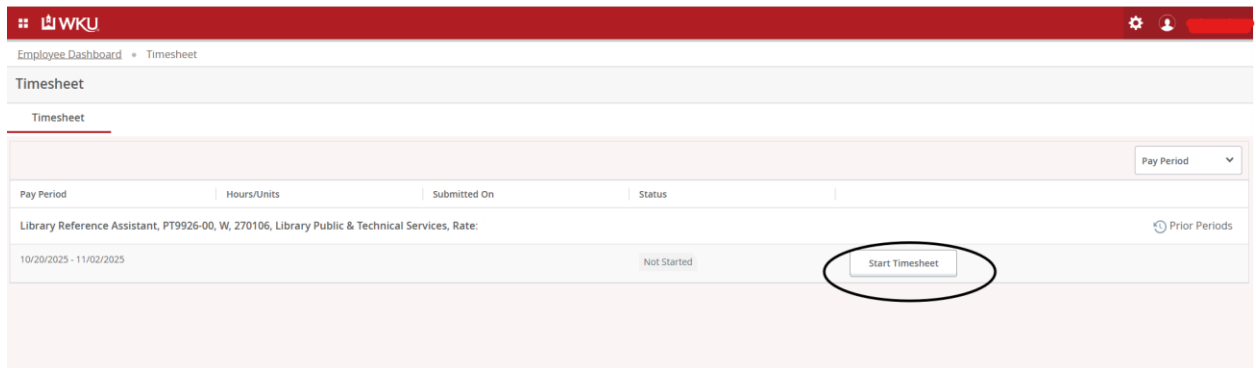 WKU
Employee Dashboard • Timesheet
Timesheet
Timesheet
Pay Period
Pay Period Hours/Units Submitted On Status
Library Reference Assistant, PT9926-00, W, 270106, Library Public & Technical Services, Rate: Prior Periods
10/20/2025 - 11/02/2025 Not Started Start Timesheet